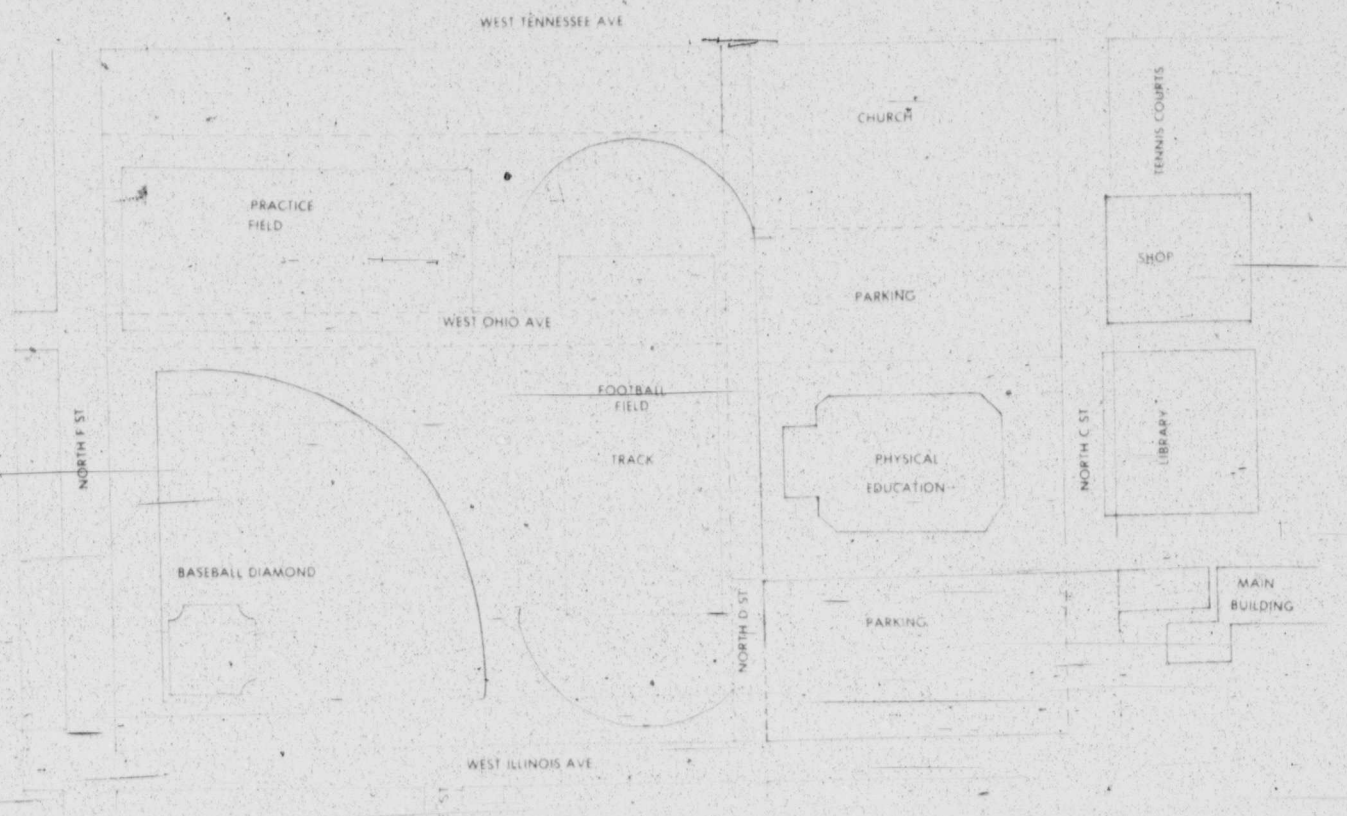 WEST TENNESSEE AVE
CHURCH
TENNIS COURTS
PRACTICE
FIELD
SHOP
PARKING
WEST OHIO AVE
FOOTBALL
FIELD
TRACK
NORTH F ST
PHYSICAL
EDUCATION
NORTH C ST
LIBRARY
BASEBALL DIAMOND
NORTH D ST
PARKING
MAIN
BUILDING
WEST ILLINOIS AVE
ST